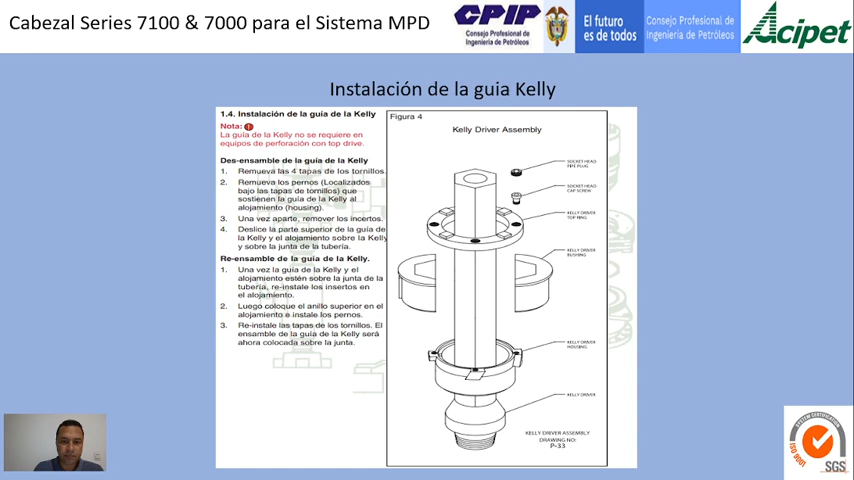 Cabezal Series 7100 & 7000 para el Sistema MPD
CPIP
Consejo Profesional de
Ingeniería de Petróleos
El futuro
es de todos
Consejo Profesional de
Ingeniería de Petróleos
Acipet
Instalación de la guia Kelly
1.4. Instalación de la guía de la Kelly
Nota: !
La guía de la Kelly no se requiere en
equipos de perforación con top drive.
Des-ensamble de la guía de la Kelly
1. Remueva las 4 tapas de los tornillos.
2. Remueva los pernos (Localizados
bajo las tapas de tornillos) que
sostienen la guía de la Kelly al
alojamiento (housing).
3. Una vez aparte, remover los incertos.
4. Deslice la parte superior de la guía de
la Kelly y el alojamiento sobre la Kelly
y sobre la junta de la tubería.
Re-ensamble de la guía de la Kelly.
1. Una vez la guía de la Kelly y el
alojamiento estén sobre la junta de la
tubería, re-instale los insertos en
el alojamiento.
2. Luego coloque el anillo superior en el
alojamiento e instale los pernos.
3. Re-instale las tapas de los tornillos. El
ensamble de la guía de la Kelly será
ahora colocada sobre la junta.
Figura 4
Kelly Driver Assembly
SOCKET HEAD
PIPE PLUG
SOCKET HEAD
CAP SCREW
KELLY DRIVER
TOP RING
KELLY DRIVER
BUSHING
KELLY DRIVER
HOUSING
KELLY DRIVER
KELLY DRIVER ASSEMBLY
DRAWING NO:
P-33
SYSTEM CERTIFICATION
ISO 9001
SGS